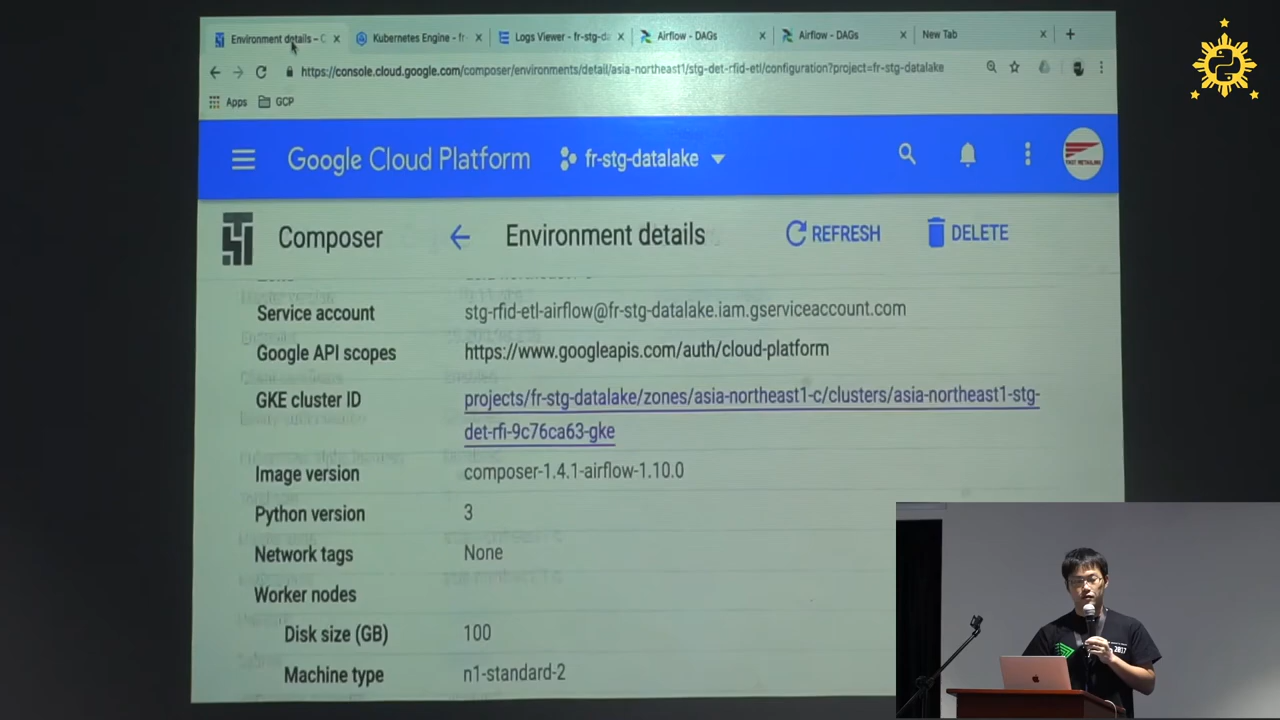 Environment details – C
Kubernetes Engine - fr-
Logs Viewer - fr-stg-da
Airflow - DAGs
Airflow - DAGs
New Tab
https://console.cloud.google.com/composer/environments/detail/asia-northeast1/stg-det-rfid-etl/configuration?project=fr-stg-datalake
Apps GCP
Google Cloud Platform fr-stg-datalake
FAST RETAILING
Composer Environment details REFRESH DELETE
Service account stg-rfid-etl-airflow@fr-stg-datalake.iam.gserviceaccount.com
Google API scopes https://www.googleapis.com/auth/cloud-platform
GKE cluster ID projects/fr-stg-datalake/zones/asia-northeast1-c/clusters/asia-northeast1-stg-
det-rfi-9c76ca63-gke
Image version composer-1.4.1-airflow-1.10.0
Python version 3
Network tags None
Worker nodes
Disk size (GB) 100
Machine type n1-standard-2
2017